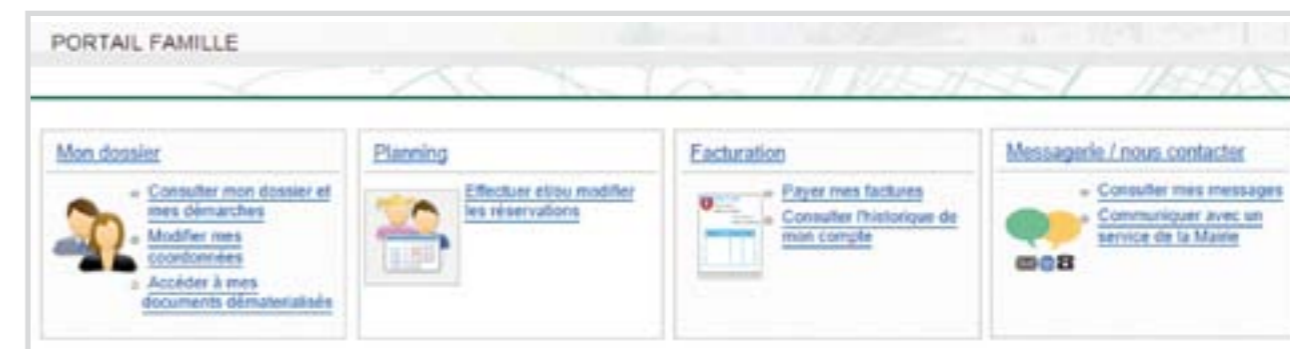 PORTAIL FAMILLE
Mon dossier
Consulter mon dossier et
mes démarches
Modifier mes
coordonnées
Accéder à mes
documents dématerialisés
Planning
Effectuer et/ou modifier
les réservations
Facturation
Payer mes factures
Consulter l'historique de
mon compte
Messagerie / nous contacter
Consulter mes messages
Communiquer avec un
service de la Mairie